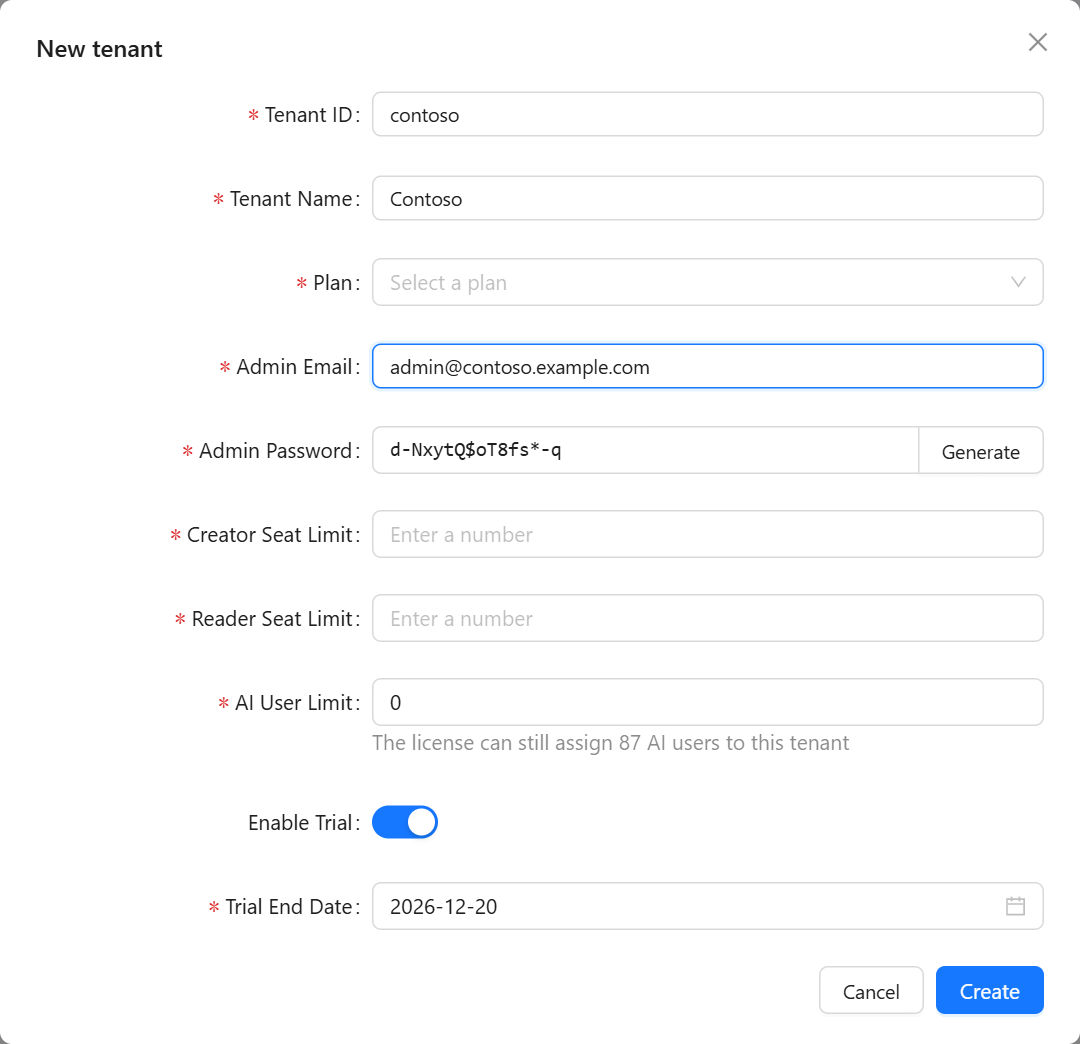 New tenant
* Tenant ID: contoso
* Tenant Name: Contoso
* Plan: Select a plan
* Admin Email: admin@contoso.example.com
* Admin Password: d-NxytQ$oT8fs*-q Generate
* Creator Seat Limit: Enter a number
* Reader Seat Limit: Enter a number
* AI User Limit: 0
The license can still assign 87 AI users to this tenant
Enable Trial:
* Trial End Date: 2026-12-20
Cancel Create